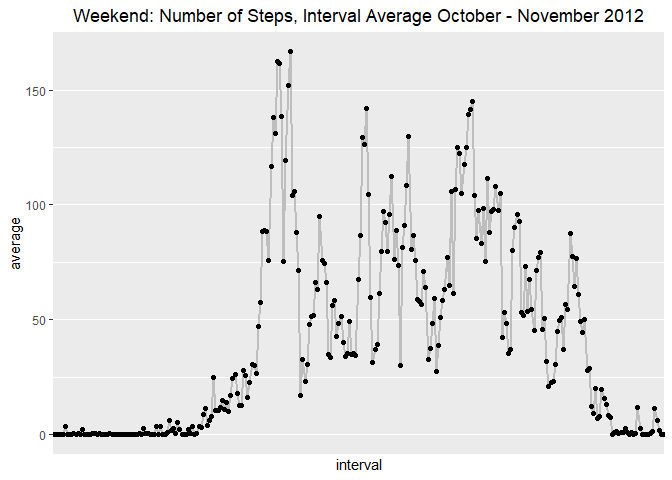 Weekend: Number of Steps, Interval Average October - November 2012
150
100
50
0
average
interval